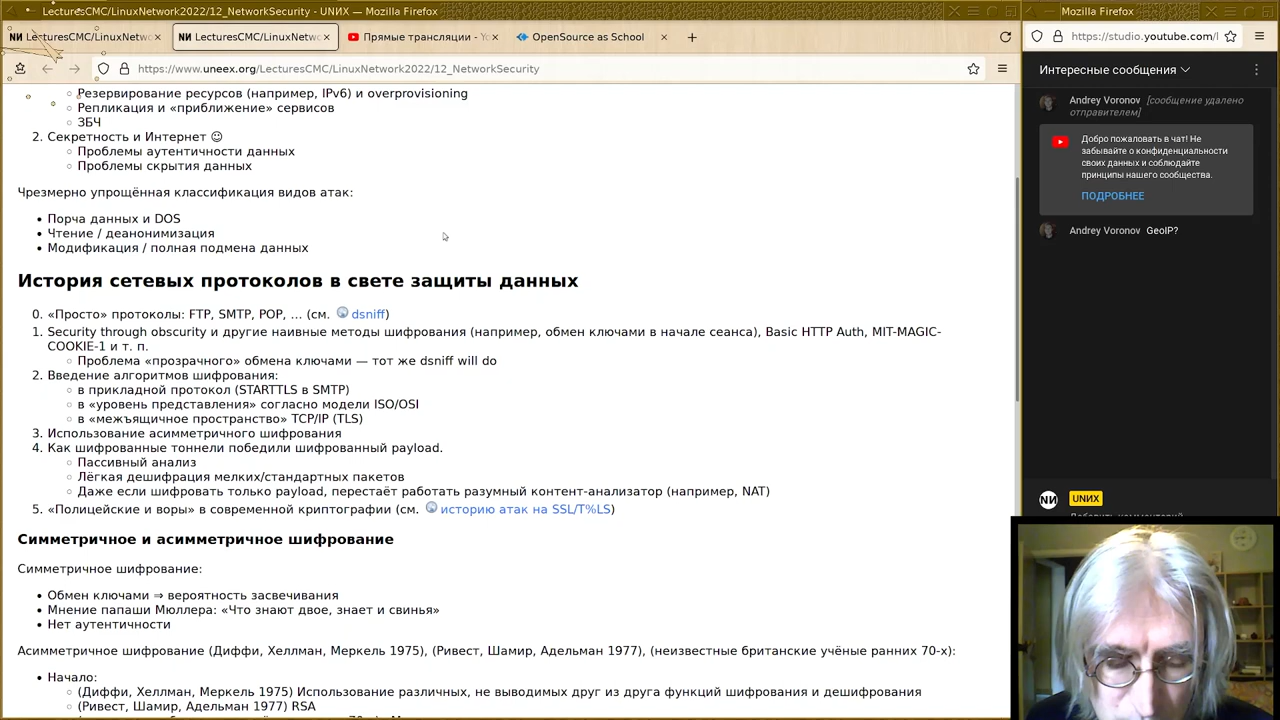 LecturesCMC/LinuxNetwork2022/12_NetworkSecurity - UNИX — Mozilla Firefox
Mozilla Firefox
LecturesCMC/LinuxNetwo
LecturesCMC/LinuxNetwo
Прямые трансляции - Yo
OpenSource as School
https://www.uneex.org/LecturesCMC/LinuxNetwork2022/12_NetworkSecurity
https://studio.youtube.com/l
Резервирование ресурсов (например, IPv6) и overprovisioning
Репликация и «приближение» сервисов
ЗБЧ
2. Секретность и Интернет ☺
Проблемы аутентичности данных
Проблемы скрытия данных
Чрезмерно упрощённая классификация видов атак:
Порча данных и DOS
Чтение / деанонимизация
Модификация / полная подмена данных
История сетевых протоколов в свете защиты данных
0. «Просто» протоколы: FTP, SMTP, POP, … (см. dsniff)
1. Security through obscurity и другие наивные методы шифрования (например, обмен ключами в начале сеанса), Basic HTTP Auth, MIT-MAGIC-
COOKIE-1 и т. п.
Проблема «прозрачного» обмена ключами — тот же dsniff will do
2. Введение алгоритмов шифрования:
в прикладной протокол (STARTTLS в SMTP)
в «уровень представления» согласно модели ISO/OSI
в «межъящичное пространство» TCP/IP (TLS)
3. Использование асимметричного шифрования
4. Как шифрованные тоннели победили шифрованный payload.
Пассивный анализ
Лёгкая дешифрация мелких/стандартных пакетов
Даже если шифровать только payload, перестаёт работать разумный контент-анализатор (например, NAT)
5. «Полицейские и воры» в современной криптографии (см. историю атак на SSL/T%LS)
Симметричное и асимметричное шифрование
Симметричное шифрование:
Обмен ключами ⇒ вероятность засвечивания
Мнение папаши Мюллера: «Что знают двое, знает и свинья»
Нет аутентичности
Асимметричное шифрование (Диффи, Хеллман, Меркель 1975), (Ривест, Шамир, Адельман 1977), (неизвестные британские учёные ранних 70-х):
Начало:
(Диффи, Хеллман, Меркель 1975) Использование различных, не выводимых друг из друга функций шифрования и дешифрования
(Ривест, Шамир, Адельман 1977) RSA
Интересные сообщения
Andrey Voronov [сообщение удалено
отправителем]
Добро пожаловать в чат! Не
забывайте о конфиденциальности
своих данных и соблюдайте
принципы нашего сообщества.
ПОДРОБНЕЕ
Andrey Voronov GeoIP?
UNИX